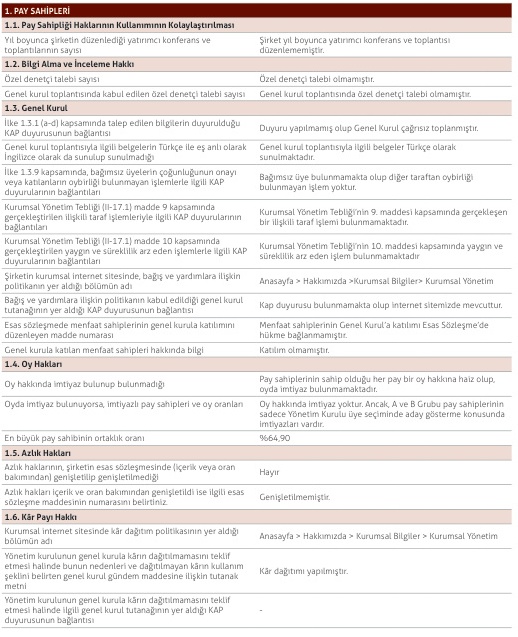 1. PAY SAHİPLERİ
1.1. Pay Sahipliği Haklarının Kullanımının Kolaylaştırılması
Yıl boyunca şirketin düzenlediği yatırımcı konferans ve
toplantılarının sayısı
Şirket yıl boyunca yatırımcı konferans ve toplantısı
düzenlememiştir.
1.2. Bilgi Alma ve İnceleme Hakkı
Özel denetçi talebi sayısı
Özel denetçi talebi olmamıştır.
Genel kurul toplantısında kabul edilen özel denetçi talebi sayısı
Genel kurul toplantısında özel denetçi talebi olmamıştır.
1.3. Genel Kurul
İlke 1.3.1 (a-d) kapsamında talep edilen bilgilerin duyurulduğu
KAP duyurusunun bağlantısı
Duyuru yapılmamış olup Genel Kurul çağrısız toplanmıştır.
Genel kurul toplantısıyla ilgili belgelerin Türkçe ile eş anlı olarak
İngilizce olarak da sunulup sunulmadığı
Genel kurul toplantısıyla ilgili belgeler Türkçe olarak
sunulmaktadır.
İlke 1.3.9 kapsamında, bağımsız üyelerin çoğunluğunun onayı
veya katılanların oybirliği bulunmayan işlemlerle ilgili KAP
duyurularının bağlantıları
Bağımsız üye bulunmamakta olup diğer taraftan oybirliği
bulunmayan işlem yoktur.
Kurumsal Yönetim Tebliği (II-17.1) madde 9 kapsamında
gerçekleştirilen ilişkili taraf işlemleriyle ilgili KAP duyurularının
bağlantıları
Kurumsal Yönetim Tebliği'nin 9. maddesi kapsamında gerçekleşen
bir ilişkili taraf işlemi bulunmamaktadır.
Kurumsal Yönetim Tebliği (II-17.1) madde 10 kapsamında
gerçekleştirilen yaygın ve süreklilik arz eden işlemlerle ilgili KAP
duyurularının bağlantıları
Kurumsal Yönetim Tebliği'nin 10. maddesi kapsamında yaygın ve
süreklilik arz eden işlem bulunmamaktadır
Şirketin kurumsal internet sitesinde, bağış ve yardımlara ilişkin
politikanın yer aldığı bölümün adı
Anasayfa > Hakkımızda >Kurumsal Bilgiler> Kurumsal Yönetim
Bağış ve yardımlara ilişkin politikanın kabul edildiği genel kurul
tutanağının yer aldığı KAP duyurusunun bağlantısı
Kap duyurusu bulunmamakta olup internet sitemizde mevcuttur.
Esas sözleşmede menfaat sahiplerinin genel kurula katılımını
düzenleyen madde numarası
Menfaat sahiplerinin Genel Kurul'a katılımı Esas Sözleşme'de
hükme bağlanmamıştır.
Genel kurula katılan menfaat sahipleri hakkında bilgi
Katılım olmamıştır.
1.4. Oy Hakları
Oy hakkında imtiyaz bulunup bulunmadığı
Pay sahiplerinin sahip olduğu her pay bir oy hakkına haiz olup,
oyda imtiyaz bulunmamaktadır.
Oyda imtiyaz bulunuyorsa, imtiyazlı pay sahipleri ve oy oranları
Oy hakkında imtiyaz yoktur. Ancak, A ve B Grubu pay sahiplerinin
sadece Yönetim Kurulu üye seçiminde aday gösterme konusunda
imtiyazları vardır.
En büyük pay sahibinin ortaklık oranı
%64,90
1.5. Azlık Hakları
Azlık haklarının, şirketin esas sözleşmesinde (içerik veya oran
bakımından) genişletilip genişletilmediği
Hayır
Azlık hakları içerik ve oran bakımından genişletildi ise ilgili esas
sözleşme maddesinin numarasını belirtiniz.
Genişletilmemiştir.
1.6. Kâr Payı Hakkı
Kurumsal internet sitesinde kâr dağıtım politikasının yer aldığı
bölümün adı
Anasayfa > Hakkımızda > Kurumsal Bilgiler > Kurumsal Yönetim
Yönetim kurulunun genel kurula kârın dağıtılmamasını teklif
etmesi halinde bunun nedenleri ve dağıtılmayan kârın kullanım
şeklini belirten genel kurul gündem maddesine ilişkin tutanak
metni
Kâr dağıtımı yapılmıştır.
Yönetim kurulunun genel kurula kârın dağıtılmamasını teklif
etmesi halinde ilgili genel kurul tutanağının yer aldığı KAP
duyurusunun bağlantısı
-